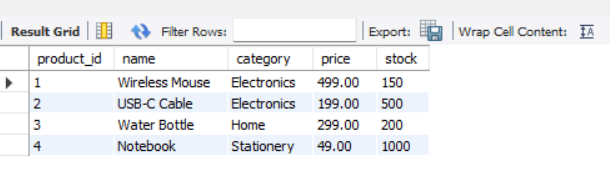 Result Grid Filter Rows: Export: Wrap Cell Content: IA
product_id name category price stock
1 Wireless Mouse Electronics 499.00 150
2 USB-C Cable Electronics 199.00 500
3 Water Bottle Home 299.00 200
4 Notebook Stationery 49.00 1000